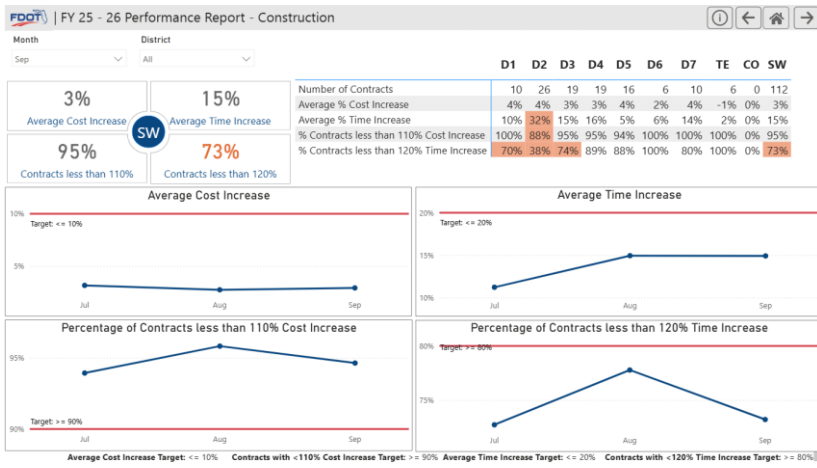 FDOT | FY 25 - 26 Performance Report - Construction
Month District
Sep All
D1 D2 D3 D4 D5 D6 D7 TE CO SW
Number of Contracts 10 26 19 19 16 6 10 6 0 112
Average % Cost Increase 4% 4% 3% 3% 4% 2% 4% -1% 0% 3%
Average % Time Increase 10% 32% 15% 16% 5% 6% 14% 2% 0% 15%
% Contracts less than 110% Cost Increase 100% 88% 95% 95% 94% 100% 100% 100% 0% 95%
% Contracts less than 120% Time Increase 70% 38% 74% 89% 88% 100% 80% 100% 0% 73%
3%
Average Cost Increase
15%
Average Time Increase
SW
95%
Contracts less than 110%
73%
Contracts less than 120%
Average Cost Increase
10%
Target: <= 10%
5%
Jul Aug Sep
Average Time Increase
20%
Target: <= 20%
15%
10%
Jul Aug Sep
Percentage of Contracts less than 110% Cost Increase
95%
Target: >= 90%
90%
Jul Aug Sep
Percentage of Contracts less than 120% Time Increase
80%
Target: >= 80%
75%
Jul Aug Sep
Average Cost Increase Target: <= 10% Contracts with <110% Cost Increase Target: >= 90% Average Time Increase Target: <= 20% Contracts with <120% Time Increase Target: >= 80%